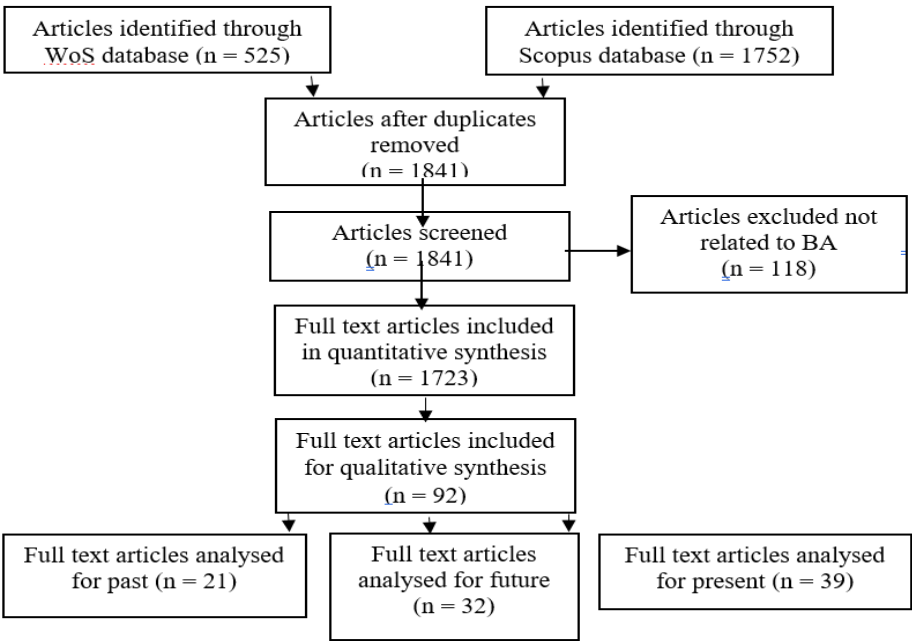 Articles identified through
WoS database (n = 525)
Articles identified through
Scopus database (n = 1752)
Articles after duplicates
removed
(n = 1841)
Articles screened
(n = 1841)
Articles excluded not
related to BA
(n = 118)
Full text articles included
in quantitative synthesis
(n = 1723)
Full text articles included
for qualitative synthesis
(n = 92)
Full text articles analysed
for past (n = 21)
Full text articles
analysed for future
(n = 32)
Full text articles analysed
for present (n = 39)